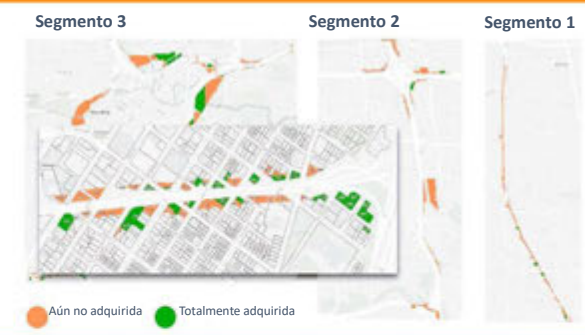 Segmento 3
Segmento 2
Segmento 1
Aún no adquirida
Totalmente adquirida